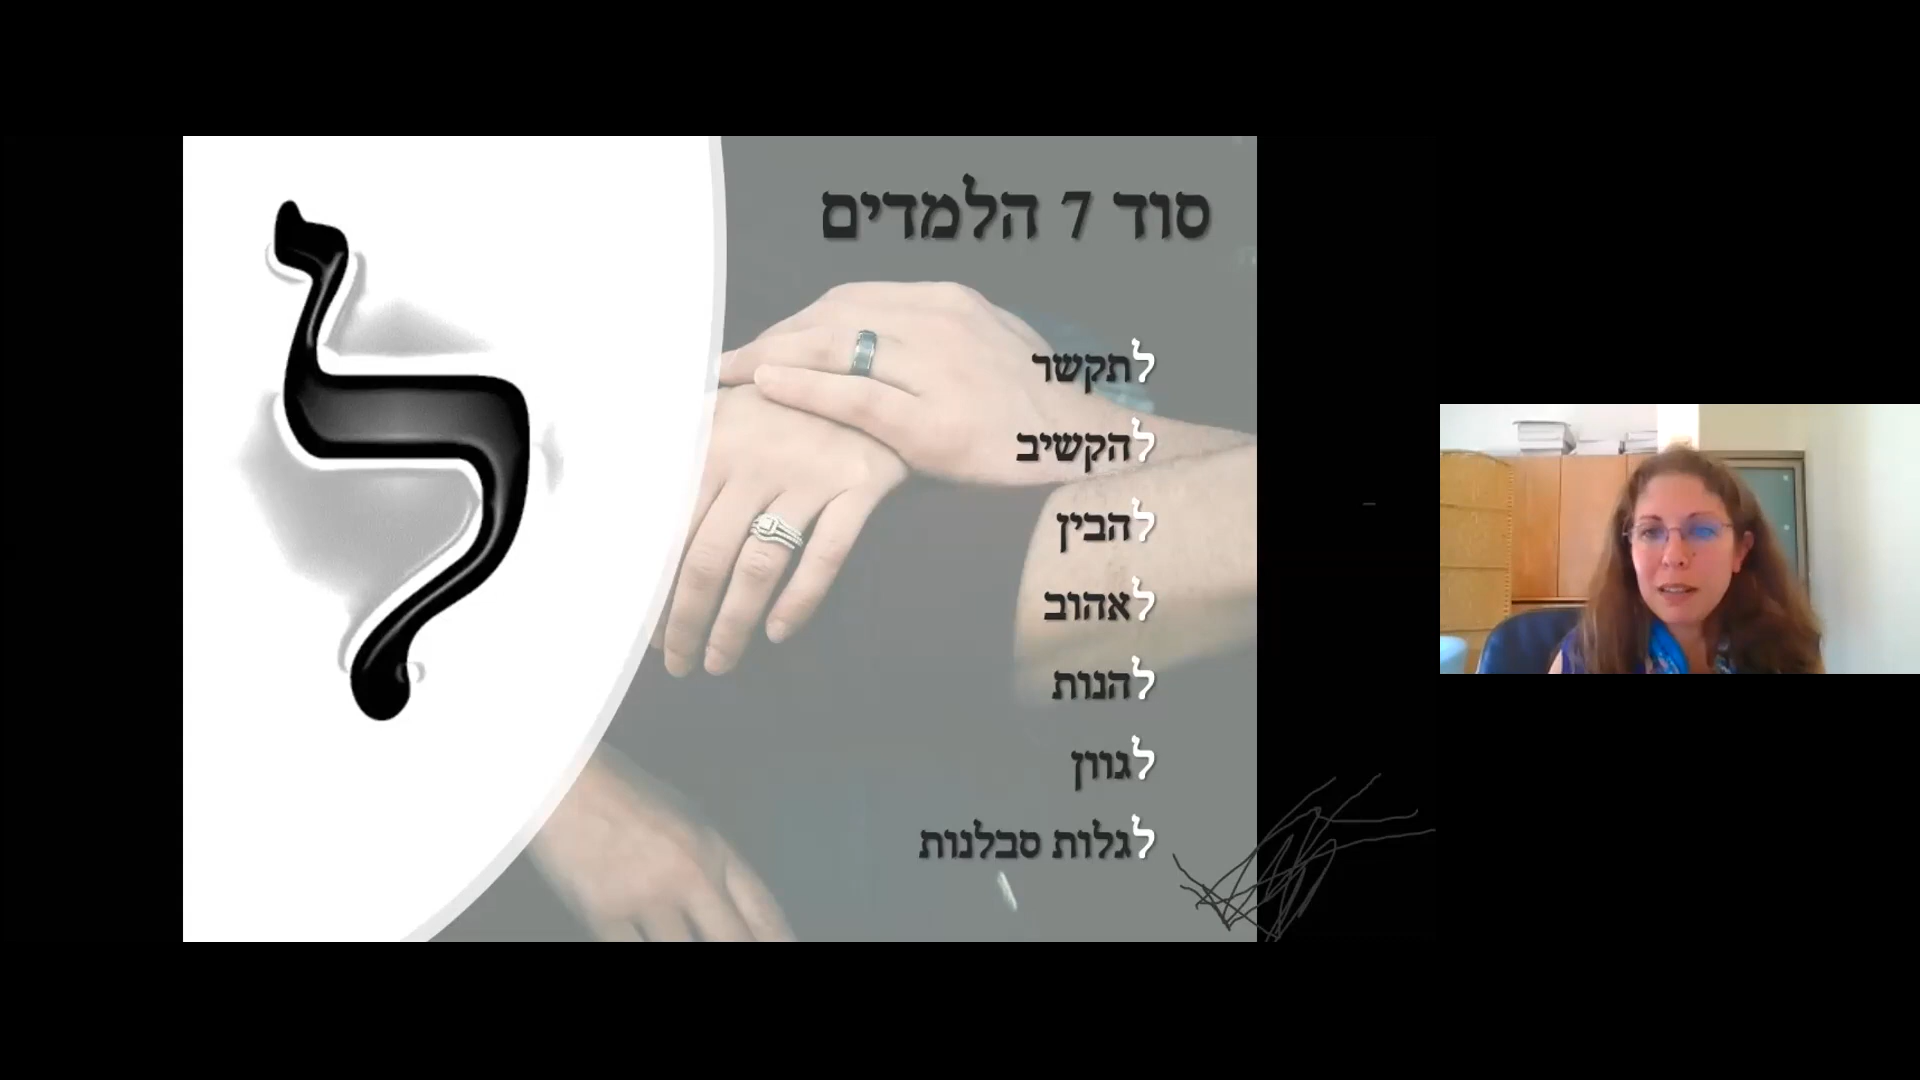 סוד 7 הלמדים
ל
לתקשר
להקשיב
להבין
לאהוב
להנות
לגוון
לגלות סבלנות